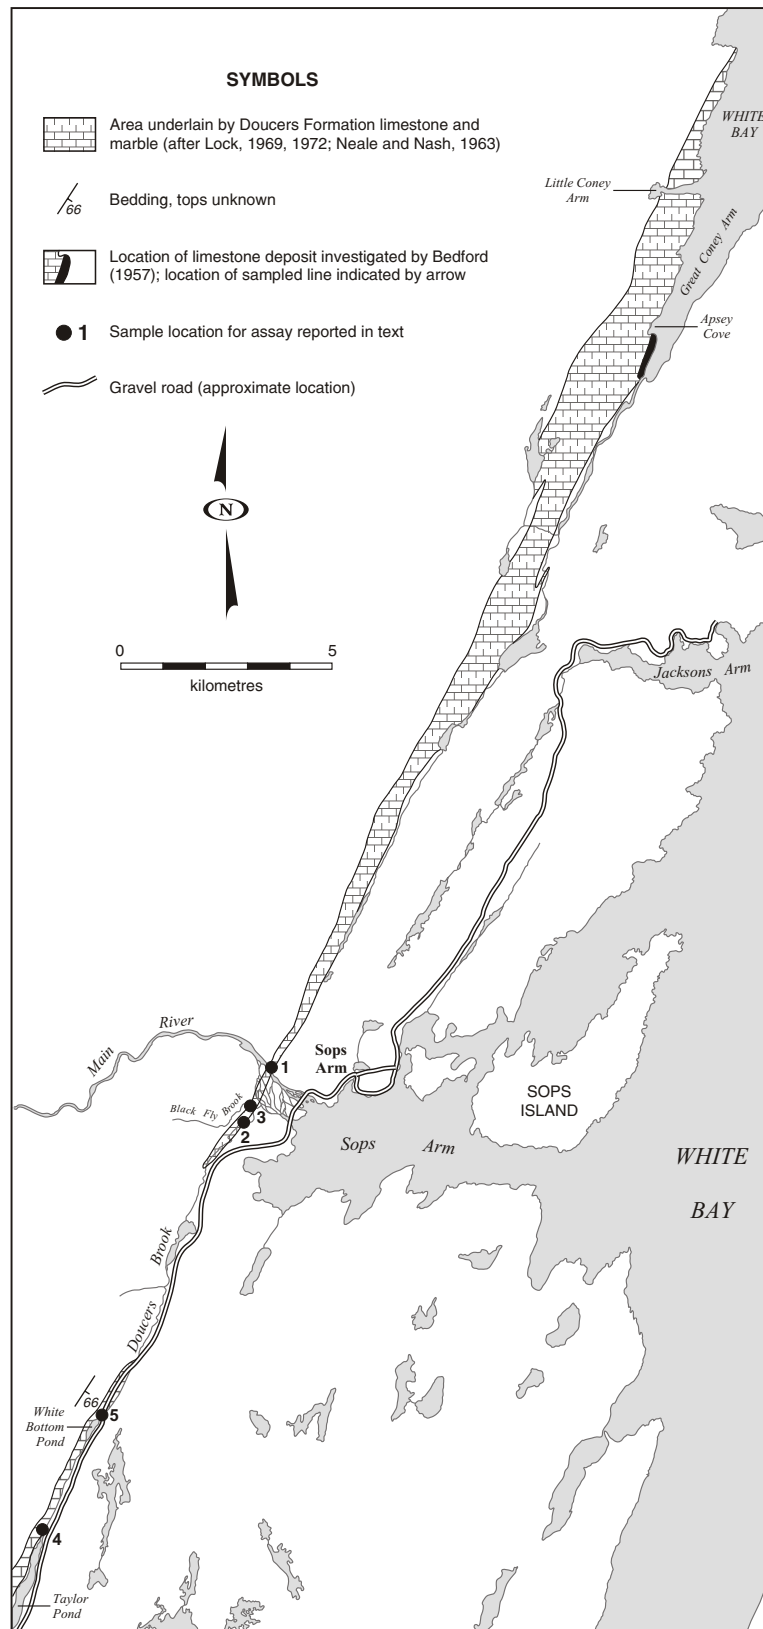 SYMBOLS
Area underlain by Doucers Formation limestone and
marble (after Lock, 1969, 1972; Neale and Nash, 1963)
66
Bedding, tops unknown
Location of limestone deposit investigated by Bedford
(1957); location of sampled line indicated by arrow
1 Sample location for assay reported in text
Gravel road (approximate location)
N
0 5
kilometres
WHITE
BAY
Little Coney
Arm
Great Coney Arm
Apsey
Cove
Jacksons Arm
Main River
Sops
Arm
1
Black Fly Brook
3
2
SOPS
ISLAND
Sops Arm
WHITE
BAY
Doucers Brook
66
White
Bottom
Pond
5
4
Taylor
Pond